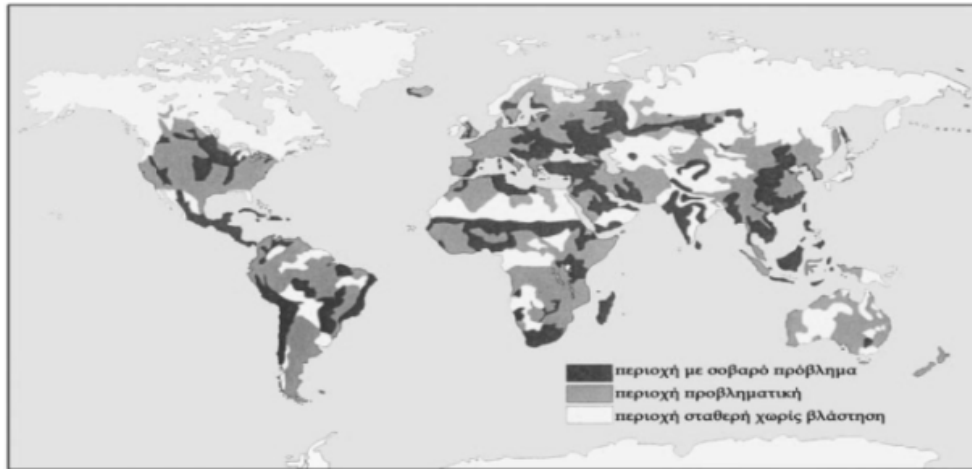 περιοχή με σοβαρό πρόβλημα
περιοχή προβληματική
περιοχή σταθερή χωρίς βλάστηση